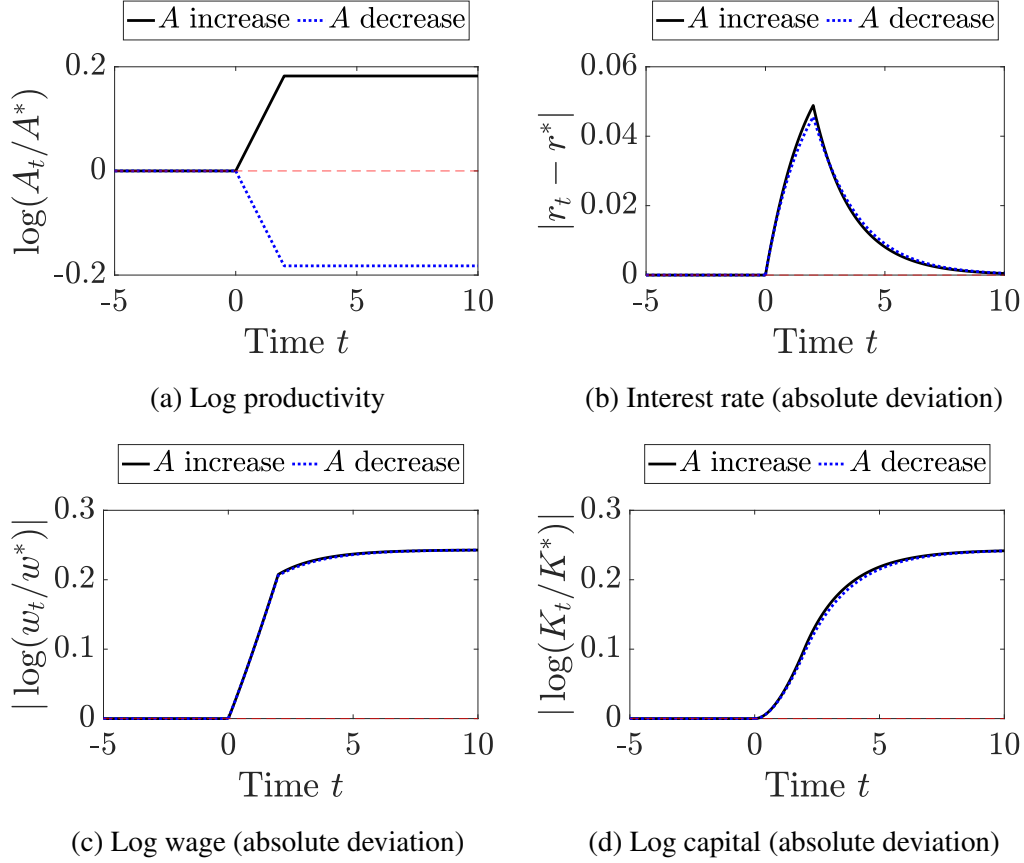 A increase A decrease
A increase A decrease
log(A_t/A^*)
0.2
0
-0.2
-5 0 5 10
Time t
|r_t − r^*|
0.06
0.04
0.02
0
-5 0 5 10
Time t
(a) Log productivity
(b) Interest rate (absolute deviation)
A increase A decrease
A increase A decrease
|log(w_t/w^*)|
0.3
0.2
0.1
0
-5 0 5 10
Time t
|log(K_t/K^*)|
0.3
0.2
0.1
0
-5 0 5 10
Time t
(c) Log wage (absolute deviation)
(d) Log capital (absolute deviation)